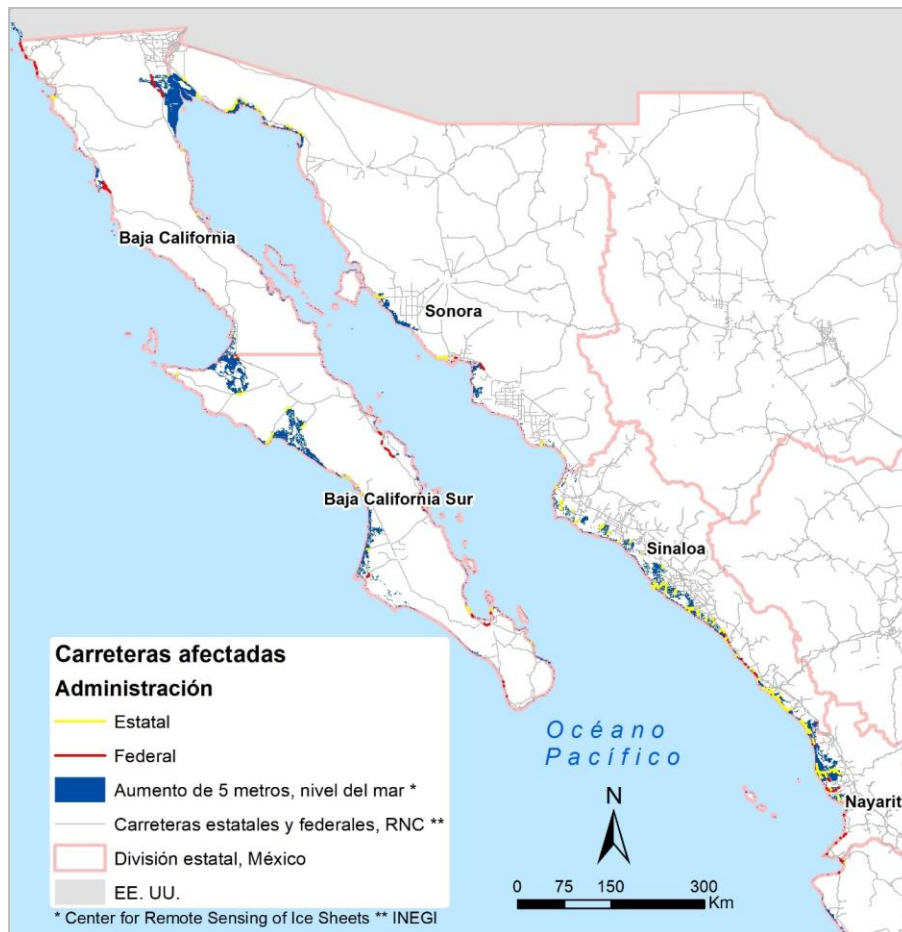 Baja California
Sonora
Baja California Sur
Sinaloa
Nayarit
Océano
Pacífico
Carreteras afectadas
Administración
Estatal
Federal
Aumento de 5 metros, nivel del mar *
Carreteras estatales y federales, RNC **
División estatal, México
EE. UU.
* Center for Remote Sensing of Ice Sheets ** INEGI
N
0 75 150 300
Km